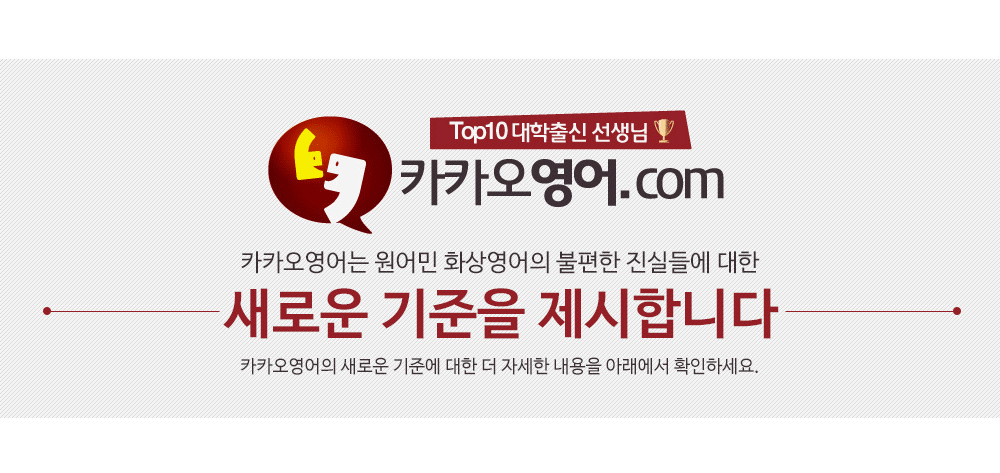 Top10 대학출신 선생님
카카오영어.com
카카오영어는 원어민 화상영어의 불편한 진실들에 대한
새로운 기준을 제시합니다
카카오영어의 새로운 기준에 대한 더 자세한 내용을 아래에서 확인하세요.